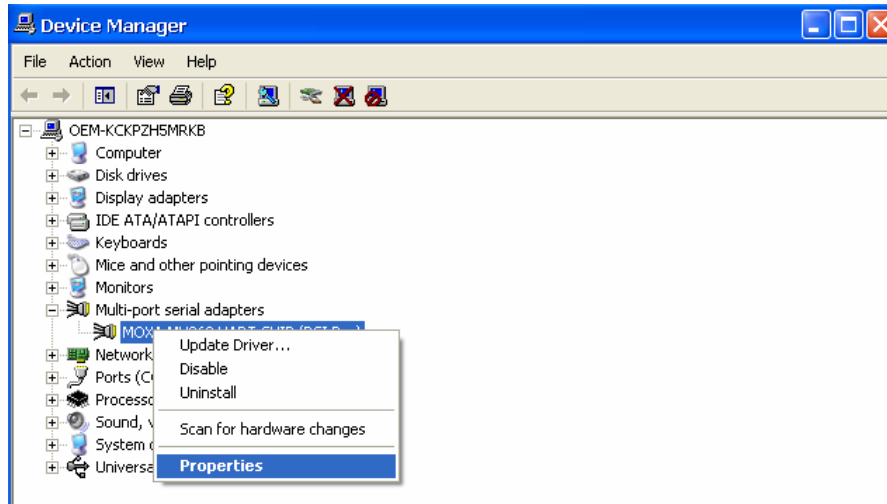 Device Manager
File Action View Help
OEM-KCKPZH5MRKB
Computer
Disk drives
Display adapters
IDE ATA/ATAPI controllers
Keyboards
Mice and other pointing devices
Monitors
Multi-port serial adapters
MOXA
Update Driver...
Network
Disable
Ports (C
Uninstall
Processo
Sound, v
Scan for hardware changes
System d
Properties
Universa